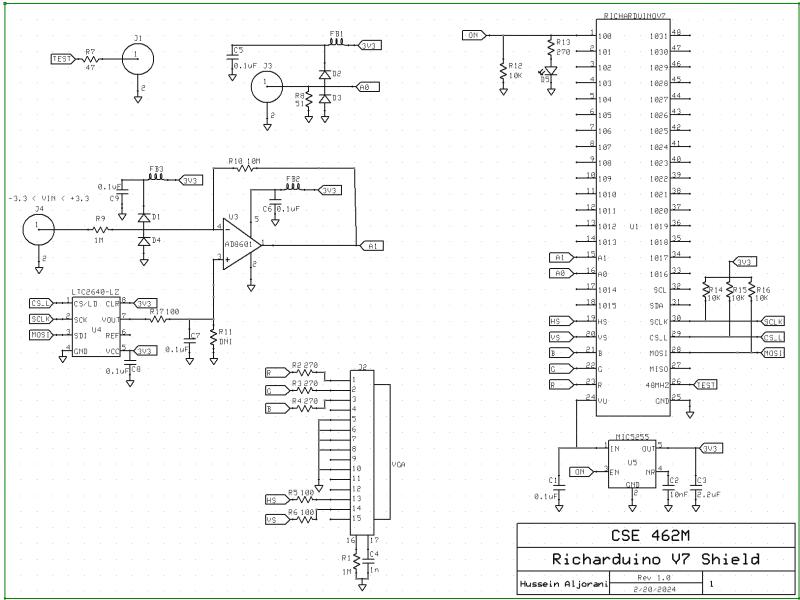 J1
TEST
R7
47
1
2
C5
0.1uF
FB1
3V3
J3
1
2
R8
51
D2
D3
A0
RICHARDUINOV7
ON
R12
10K
R13
270
D5
U1
1 IO0
2 IO1
3 IO2
4 IO3
5 IO4
6 IO5
7 IO6
8 IO7
9 IO8
10 IO9
11 IO10
12 IO11
13 IO12
14 IO13
A1 15 A1
A0 16 A0
17 IO14
18 IO15
HS 19 HS
VS 20 VS
B 21 B
G 22 G
R 23 R
24 VU
IO31 48
IO30 47
IO29 46
IO28 45
IO27 44
IO26 43
IO25 42
IO24 41
IO23 40
IO22 39
IO21 38
IO20 37
IO19 36
IO18 35
IO17 34
IO16 33
SCL 32
SDA 31
SCLK 30 SCLK
CS_L 29 CS_L
MOSI 28 MOSI
MISO 27
48MHZ 26 TEST
GND 25
3V3
R14
10K
R15
10K
R16
10K
-3.3 < VIN < +3.3
J4
1
2
R9
1M
0.1uF
C9
FB3
3V3
D1
D4
R10 10M
FB2
3V3
C6 0.1uF
U3
AD8601
4
3
5
2
1
A1
LTC2640-LZ
U4
CS_L 1 CS/LD
SCLK 2 SCK
MOSI 3 SDI
4 GND
CLR 8 3V3
VOUT 7
REF 6
VCC 5 3V3
R17 100
0.1uF
C7
R11
DNI
0.1uF
C8
R R2 270
G R3 270
B R4 270
HS R5 100
VS R6 100
J2
1
2
3
4
5
6
7
8
9
10
11
12
13
14
15
VGA
16 17
R1
1M
C4
1n
MIC5255
U5
1 IN
OUT 5
3V3
ON 3 EN
NR 4
GND
2
C1
0.1uF
C2
10nF
C3
2.2uF
CSE 462M
Richarduino V7 Shield
Hussein Aljorani
Rev 1.0
2/20/2024
1